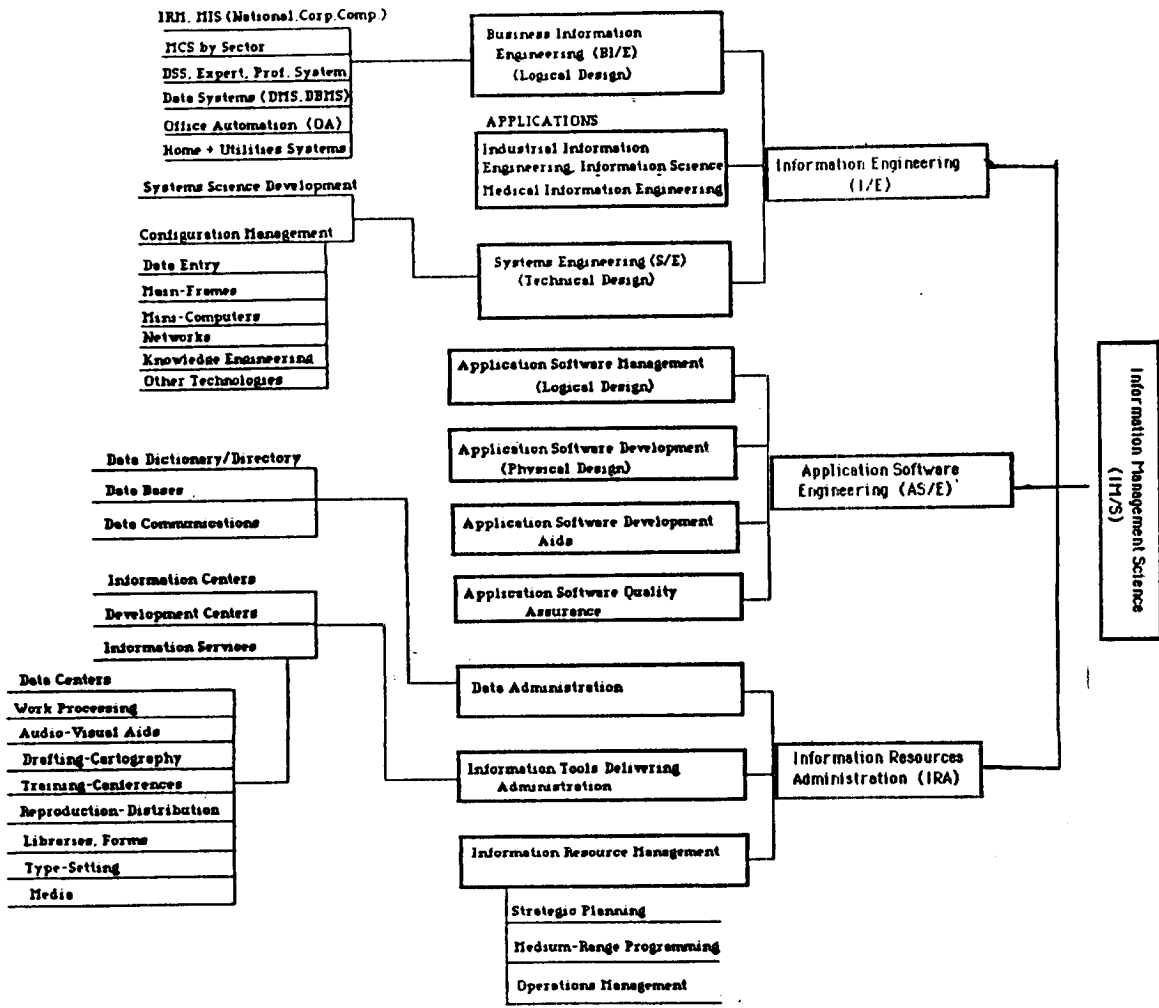 IRM, MIS (National.Corp.Comp.)
MCS by Sector
DSS, Expert, Prof. System
Data Systems (DMS, DBMS)
Office Automation (OA)
Home + Utilities Systems
Systems Science Development
Configuration Management
Data Entry
Main-Frames
Mini-Computers
Networks
Knowledge Engineering
Other Technologies
Data Dictionary/Directory
Data Bases
Data Communications
Information Centers
Development Centers
Information Services
Data Centers
Work Processing
Audio-Visual Aids
Drafting-Cartography
Training-Conferences
Reproduction-Distribution
Libraries, Forms
Type-Setting
Media
Business Information
Engineering (BI/E)
(Logical Design)
APPLICATIONS
Industrial Information
Engineering, Information Science
Medical Information Engineering
Systems Engineering (S/E)
(Technical Design)
Application Software Management
(Logical Design)
Application Software Development
(Physical Design)
Application Software Development
Aids
Application Software Quality
Assurance
Data Administration
Information Tools Delivering
Administration
Information Resource Management
Strategic Planning
Medium-Range Programming
Operations Management
Information Engineering
(I/E)
Application Software
Engineering (AS/E)
Information Resources
Administration (IRA)
Information Management Science
(IM/S)